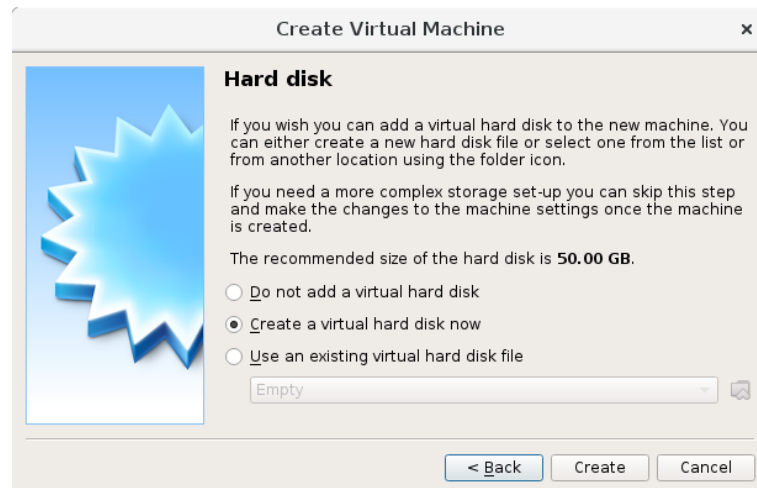 Create Virtual Machine
×
Hard disk
If you wish you can add a virtual hard disk to the new machine. You
can either create a new hard disk file or select one from the list or
from another location using the folder icon.
If you need a more complex storage set-up you can skip this step
and make the changes to the machine settings once the machine
is created.
The recommended size of the hard disk is 50.00 GB.
Do not add a virtual hard disk
Create a virtual hard disk now
Use an existing virtual hard disk file
Empty
< Back Create Cancel